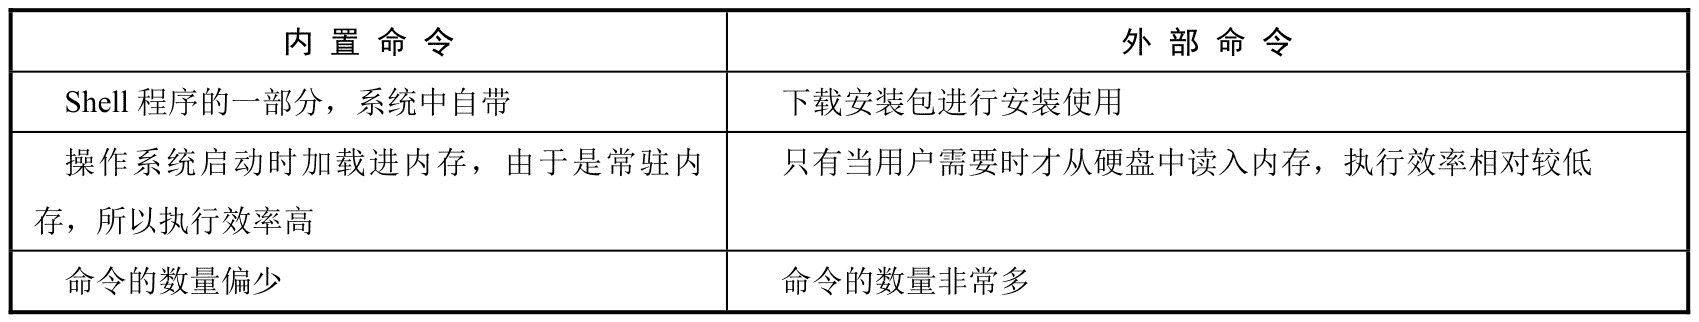 内置命令
外部命令
Shell 程序的一部分，系统中自带
下载安装包进行安装使用
操作系统启动时加载进内存，由于是常驻内
存，所以执行效率高
只有当用户需要时才从硬盘中读入内存，执行效率相对较低
命令的数量偏少
命令的数量非常多